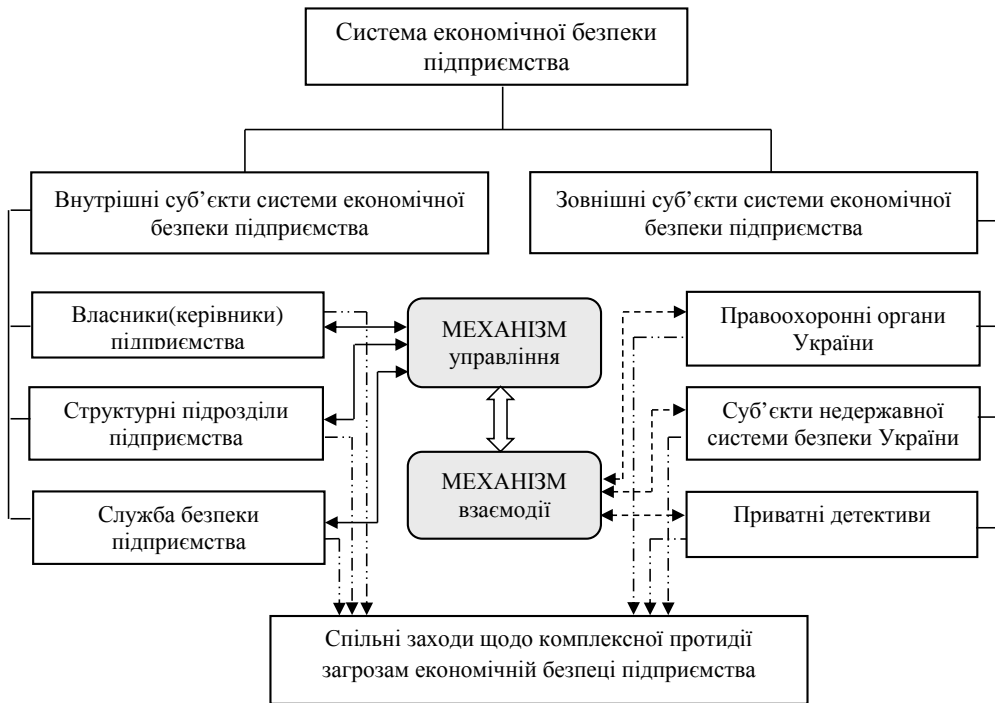 Система економічної безпеки
підприємства
Внутрішні суб’єкти системи економічної
безпеки підприємства
Зовнішні суб’єкти системи економічної
безпеки підприємства
Власники(керівники)
підприємства
МЕХАНІЗМ
управління
Правоохоронні органи
України
Структурні підрозділи
підприємства
Суб’єкти недержавної
системи безпеки України
Служба безпеки
підприємства
МЕХАНІЗМ
взаємодії
Приватні детективи
Спільні заходи щодо комплексної протидії
загрозам економічній безпеці підприємства